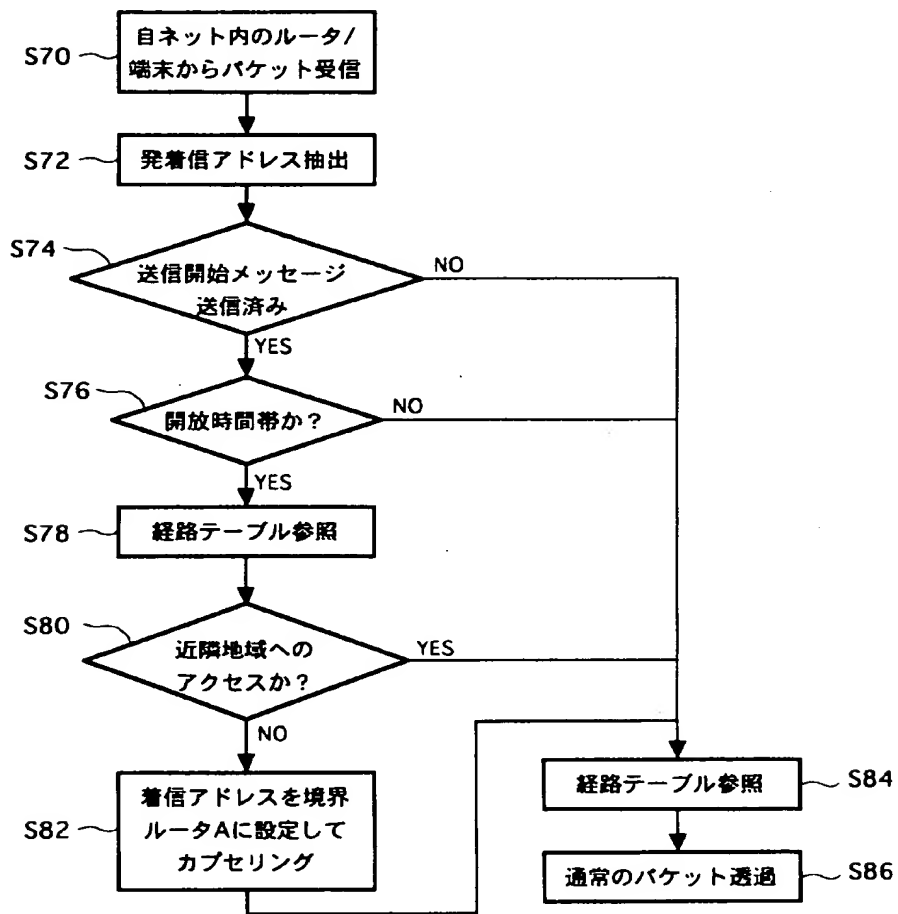 S70
自ネット内のルータ/
端末からパケット受信
S72
発着信アドレス抽出
S74
送信開始メッセージ
送信済み
NO
YES
S76
開放時間帯か？
NO
YES
S78
経路テーブル参照
S80
近隣地域への
アクセスか？
YES
NO
S82
着信アドレスを境界
ルータAに設定して
カプセリング
経路テーブル参照
S84
通常のパケット透過
S86